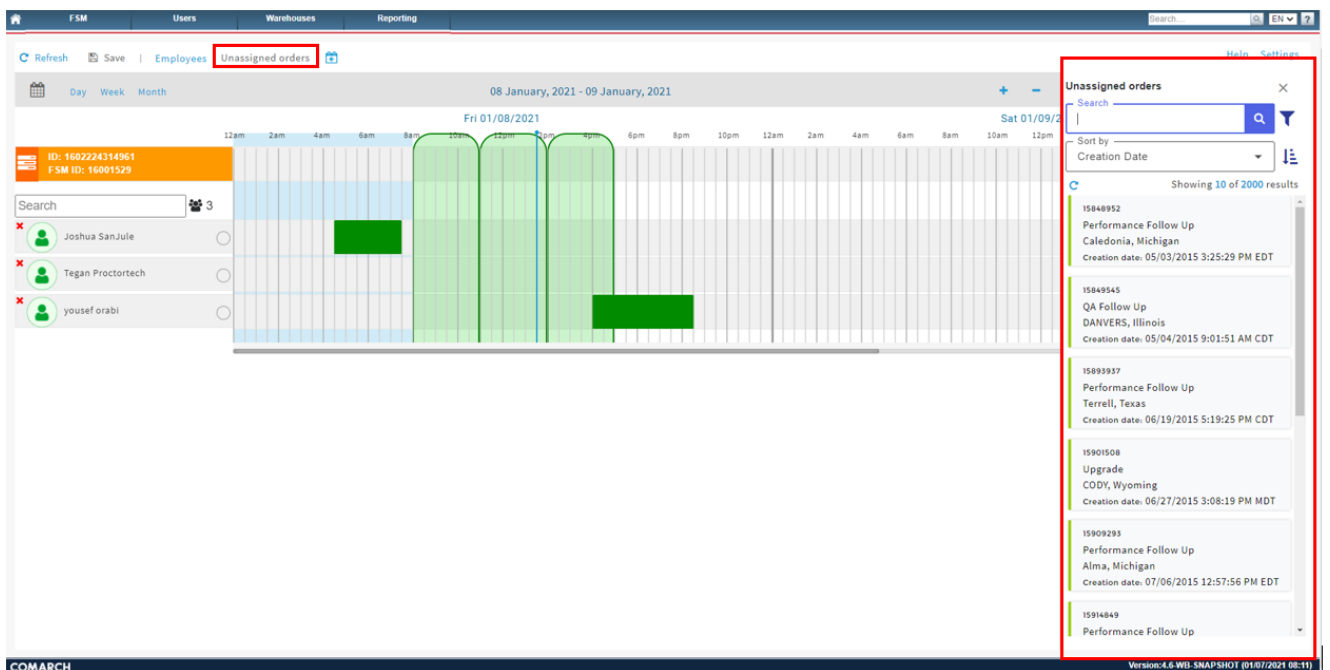 FSM Users Warehouses Reporting Search... EN ?
Refresh Save | Employees Unassigned orders Help Settings
Day Week Month 08 January, 2021 - 09 January, 2021 + -
Fri 01/08/2021 Sat 01/09/2
12am 2am 4am 6am 8am 10am 12pm 2pm 4pm 6pm 8pm 10pm 12am 2am 4am 6am 8am 10am 12pm
ID: 1602224314961
FSM ID: 16001529
Search 3
Joshua SanJule
Tegan Proctortech
yousef orabi
Unassigned orders
Search
Sort by
Creation Date
Showing 10 of 2000 results
15848952
Performance Follow Up
Caledonia, Michigan
Creation date: 05/03/2015 3:25:29 PM EDT
15849545
QA Follow Up
DANVERS, Illinois
Creation date: 05/04/2015 9:01:51 AM CDT
15893937
Performance Follow Up
Terrell, Texas
Creation date: 06/19/2015 5:19:25 PM CDT
15901508
Upgrade
CODY, Wyoming
Creation date: 06/27/2015 3:08:19 PM MDT
15909293
Performance Follow Up
Alma, Michigan
Creation date: 07/06/2015 12:57:56 PM EDT
15914849
Performance Follow Up
COMARCH Version:4.6-WB-SNAPSHOT (01/07/2021 08:11)